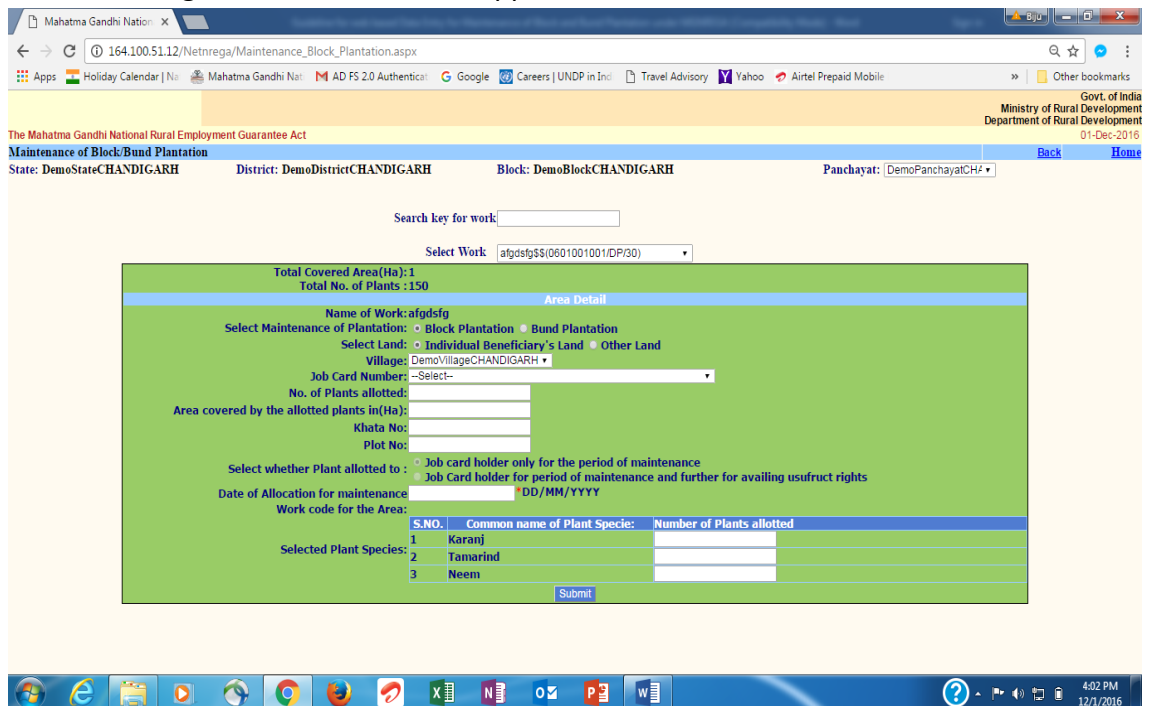 Mahatma Gandhi Nation
Biju
164.100.51.12/Netnrega/Maintenance_Block_Plantation.aspx
Apps Holiday Calendar | Na Mahatma Gandhi Nat AD FS 2.0 Authenticat Google Careers | UNDP in Ind Travel Advisory Yahoo Airtel Prepaid Mobile » Other bookmarks
Govt. of India
Ministry of Rural Development
Department of Rural Development
The Mahatma Gandhi National Rural Employment Guarantee Act 01-Dec-2016
Maintenance of Block/Bund Plantation Back Home
State: DemoStateCHANDIGARH District: DemoDistrictCHANDIGARH Block: DemoBlockCHANDIGARH Panchayat: DemoPanchayatCHA
Search key for work
Select Work afgdsfg$$(0601001001/DP/30)
Total Covered Area(Ha):1
Total No. of Plants :150
Area Detail
Name of Work:afgdsfg
Select Maintenance of Plantation: Block Plantation Bund Plantation
Select Land: Individual Beneficiary's Land Other Land
Village: DemoVillageCHANDIGARH
Job Card Number: --Select--
No. of Plants allotted:
Area covered by the allotted plants in(Ha):
Khata No:
Plot No:
Select whether Plant allotted to : Job card holder only for the period of maintenance
Job Card holder for period of maintenance and further for availing usufruct rights
Date of Allocation for maintenance *DD/MM/YYYY
Work code for the Area:
Selected Plant Species:
S.NO. Common name of Plant Specie: Number of Plants allotted
1 Karanj
2 Tamarind
3 Neem
Submit
4:02 PM
12/1/2016